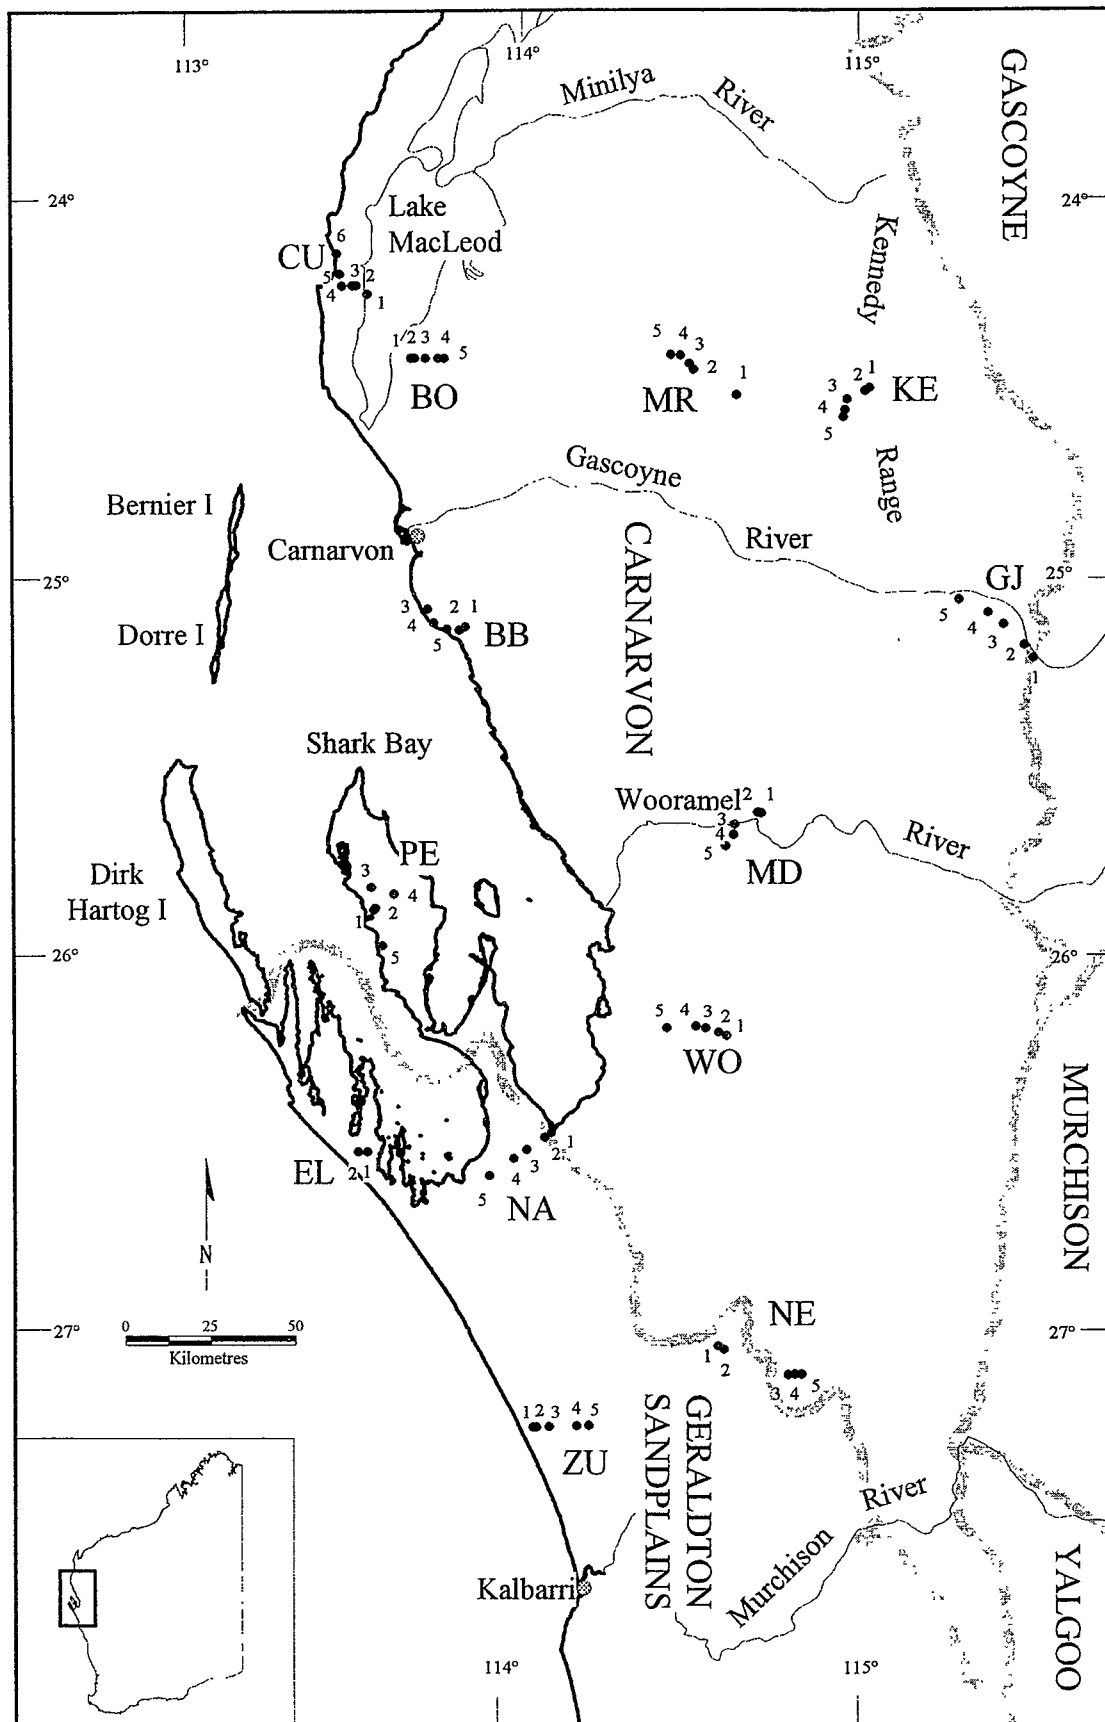 113°
114°
115°
GASCOYNE
Minilya
River
24°
24°
Lake
MacLeod
Kennedy
CU
6
5
3
2
4
1
1
2
3
4
5
BO
5
4
3
2
1
MR
1
2
3
4
5
KE
Range
Gascoyne
River
Bernier I
Carnarvon
CARNARVON
25°
25°
GJ
5
4
3
2
1
Dorre I
3
4
5
2
1
BB
Shark Bay
Wooramel
2
1
3
4
5
MD
River
PE
3
4
2
1
5
Dirk
Hartog I
26°
26°
5
4
3
2
1
WO
MURCHISON
EL
2
1
1
2
3
4
5
NA
N
0
25
50
Kilometres
27°
27°
NE
1
2
3
4
5
1
2
3
4
5
ZU
GERALDTON
SANDPLAINS
River
Murchison
Kalbarri
YALGOO
114°
115°